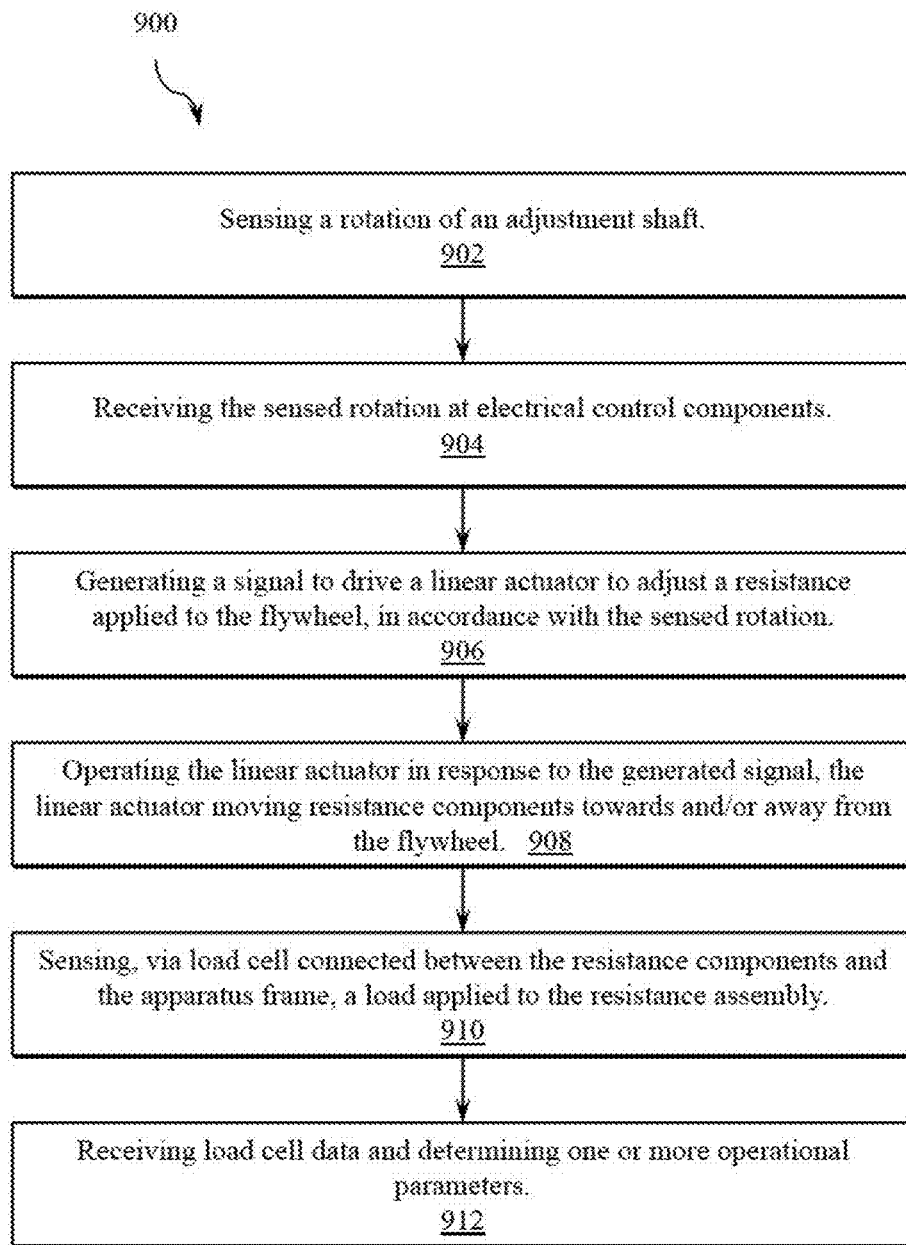 900
Sensing a rotation of an adjustment shaft.
902
Receiving the sensed rotation at electrical control components.
904
Generating a signal to drive a linear actuator to adjust a resistance
applied to the flywheel, in accordance with the sensed rotation.
906
Operating the linear actuator in response to the generated signal, the
linear actuator moving resistance components towards and/or away from
the flywheel. 908
Sensing, via load cell connected between the resistance components and
the apparatus frame, a load applied to the resistance assembly.
910
Receiving load cell data and determining one or more operational
parameters.
912